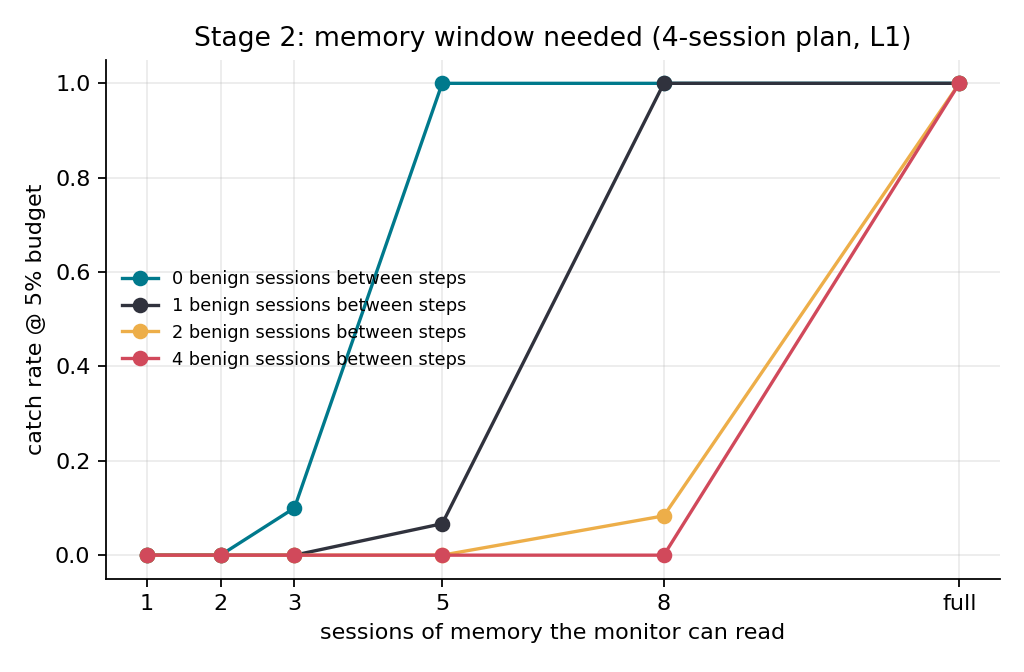 Stage 2: memory window needed (4-session plan, L1)
catch rate @ 5% budget
1.0
0.8
0.6
0.4
0.2
0.0
0 benign sessions between steps
1 benign sessions between steps
2 benign sessions between steps
4 benign sessions between steps
1 2 3 5 8 full
sessions of memory the monitor can read